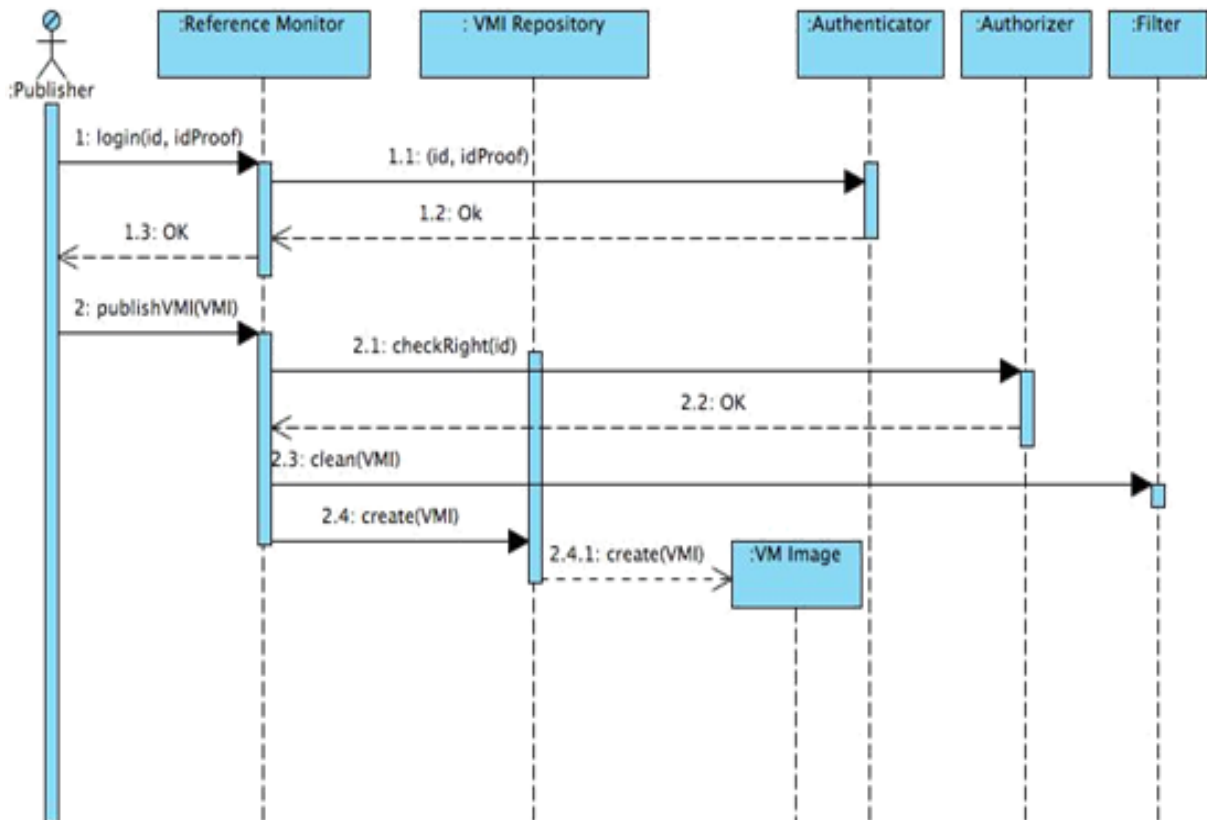 :Reference Monitor
: VMI Repository
:Authenticator
:Authorizer
:Filter
:Publisher
1: login(id, idProof)
1.1: (id, idProof)
1.2: Ok
1.3: OK
2: publishVMI(VMI)
2.1: checkRight(id)
2.2: OK
2.3: clean(VMI)
2.4: create(VMI)
2.4.1: create(VMI)
:VM Image